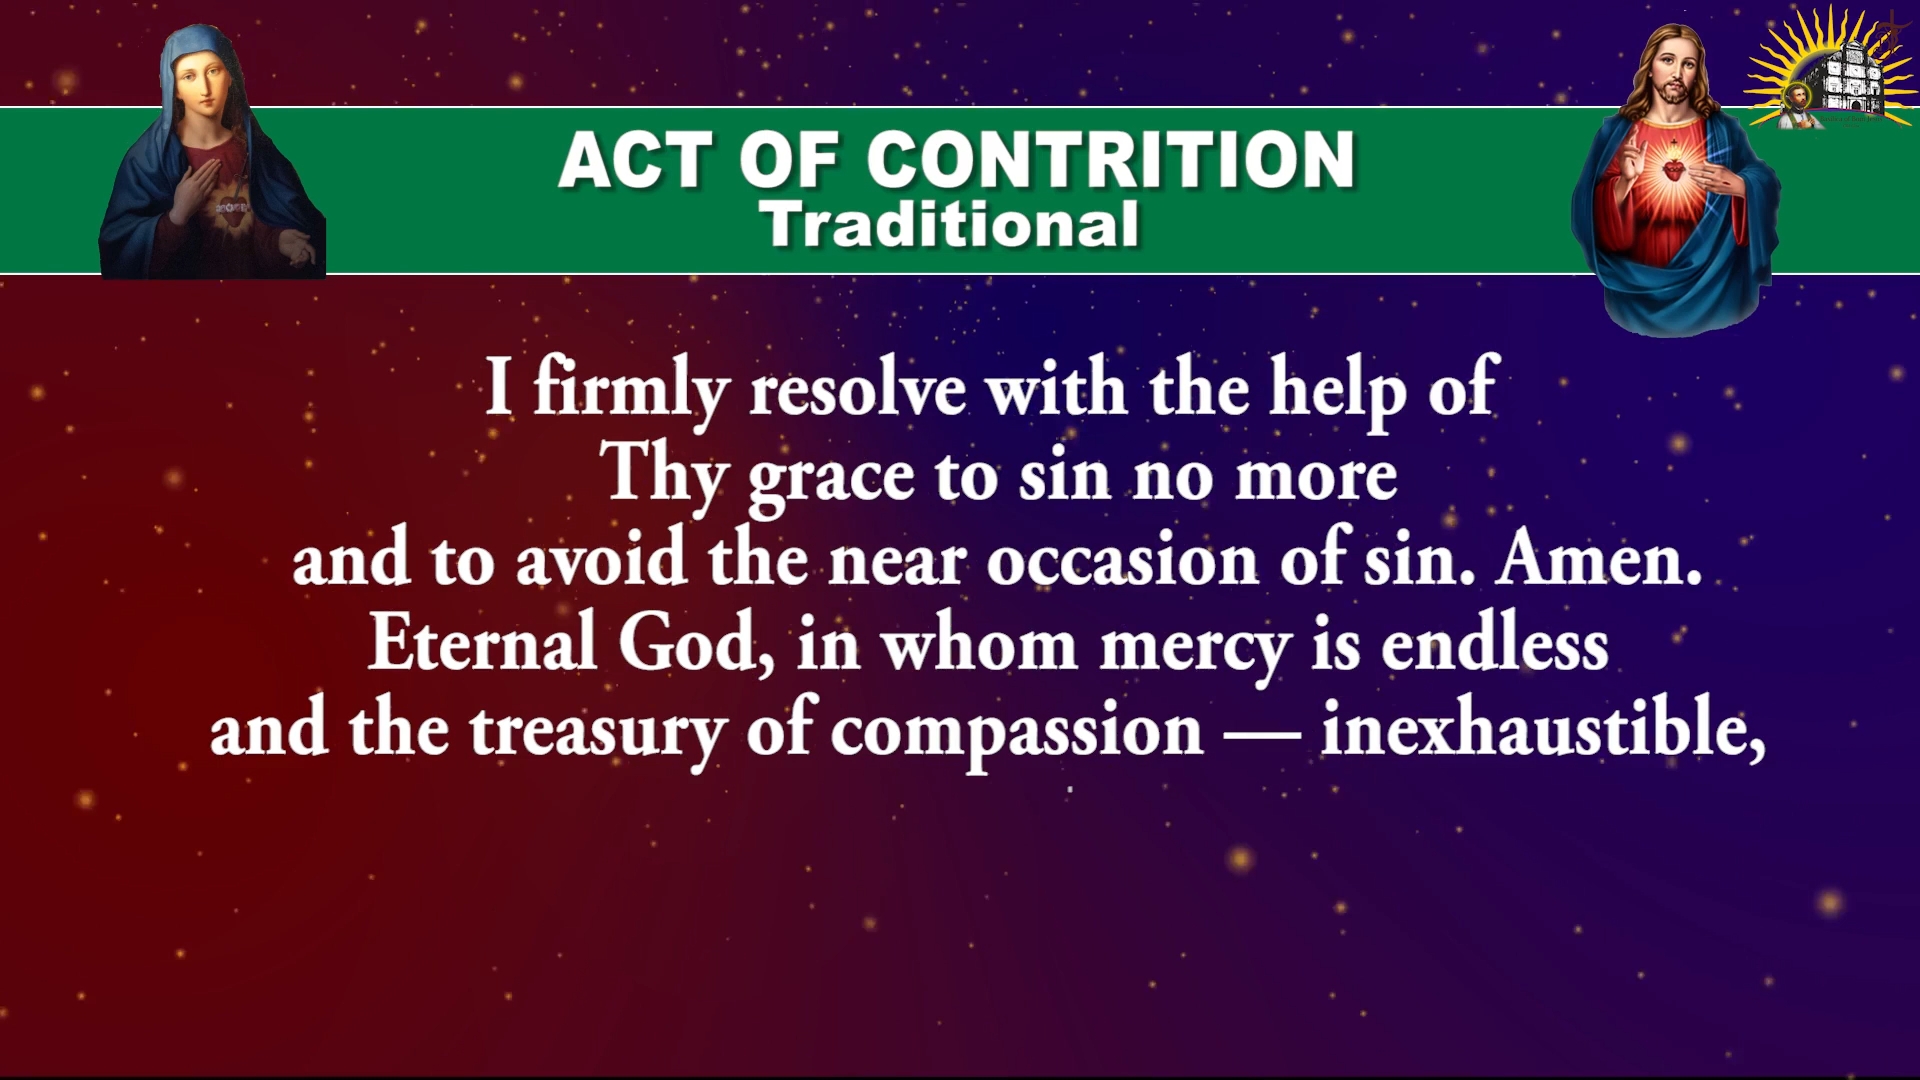 ACT OF CONTRITION
Traditional
I firmly resolve with the help of
Thy grace to sin no more
and to avoid the near occasion of sin. Amen.
Eternal God, in whom mercy is endless
and the treasury of compassion — inexhaustible,